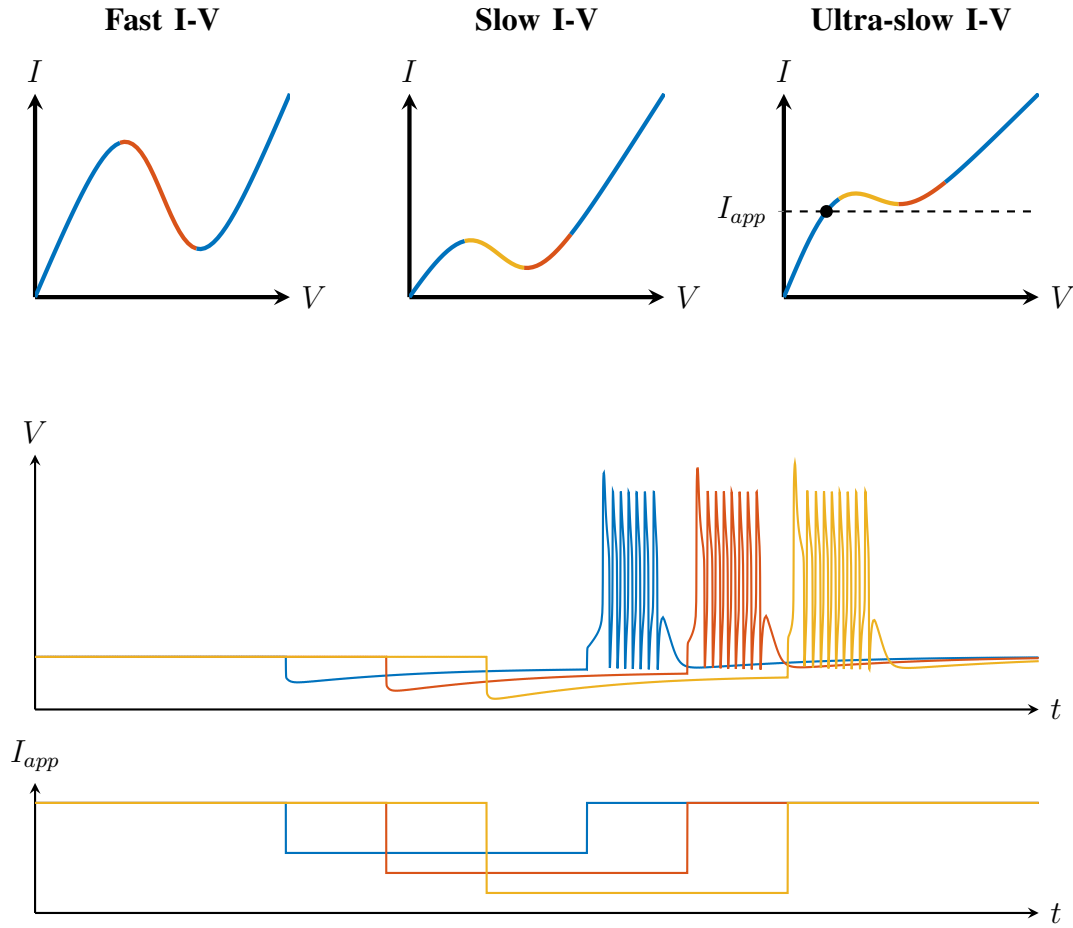 Fast I-V Slow I-V Ultra-slow I-V
I I I
I_app
V V V
V
t
I_app
t